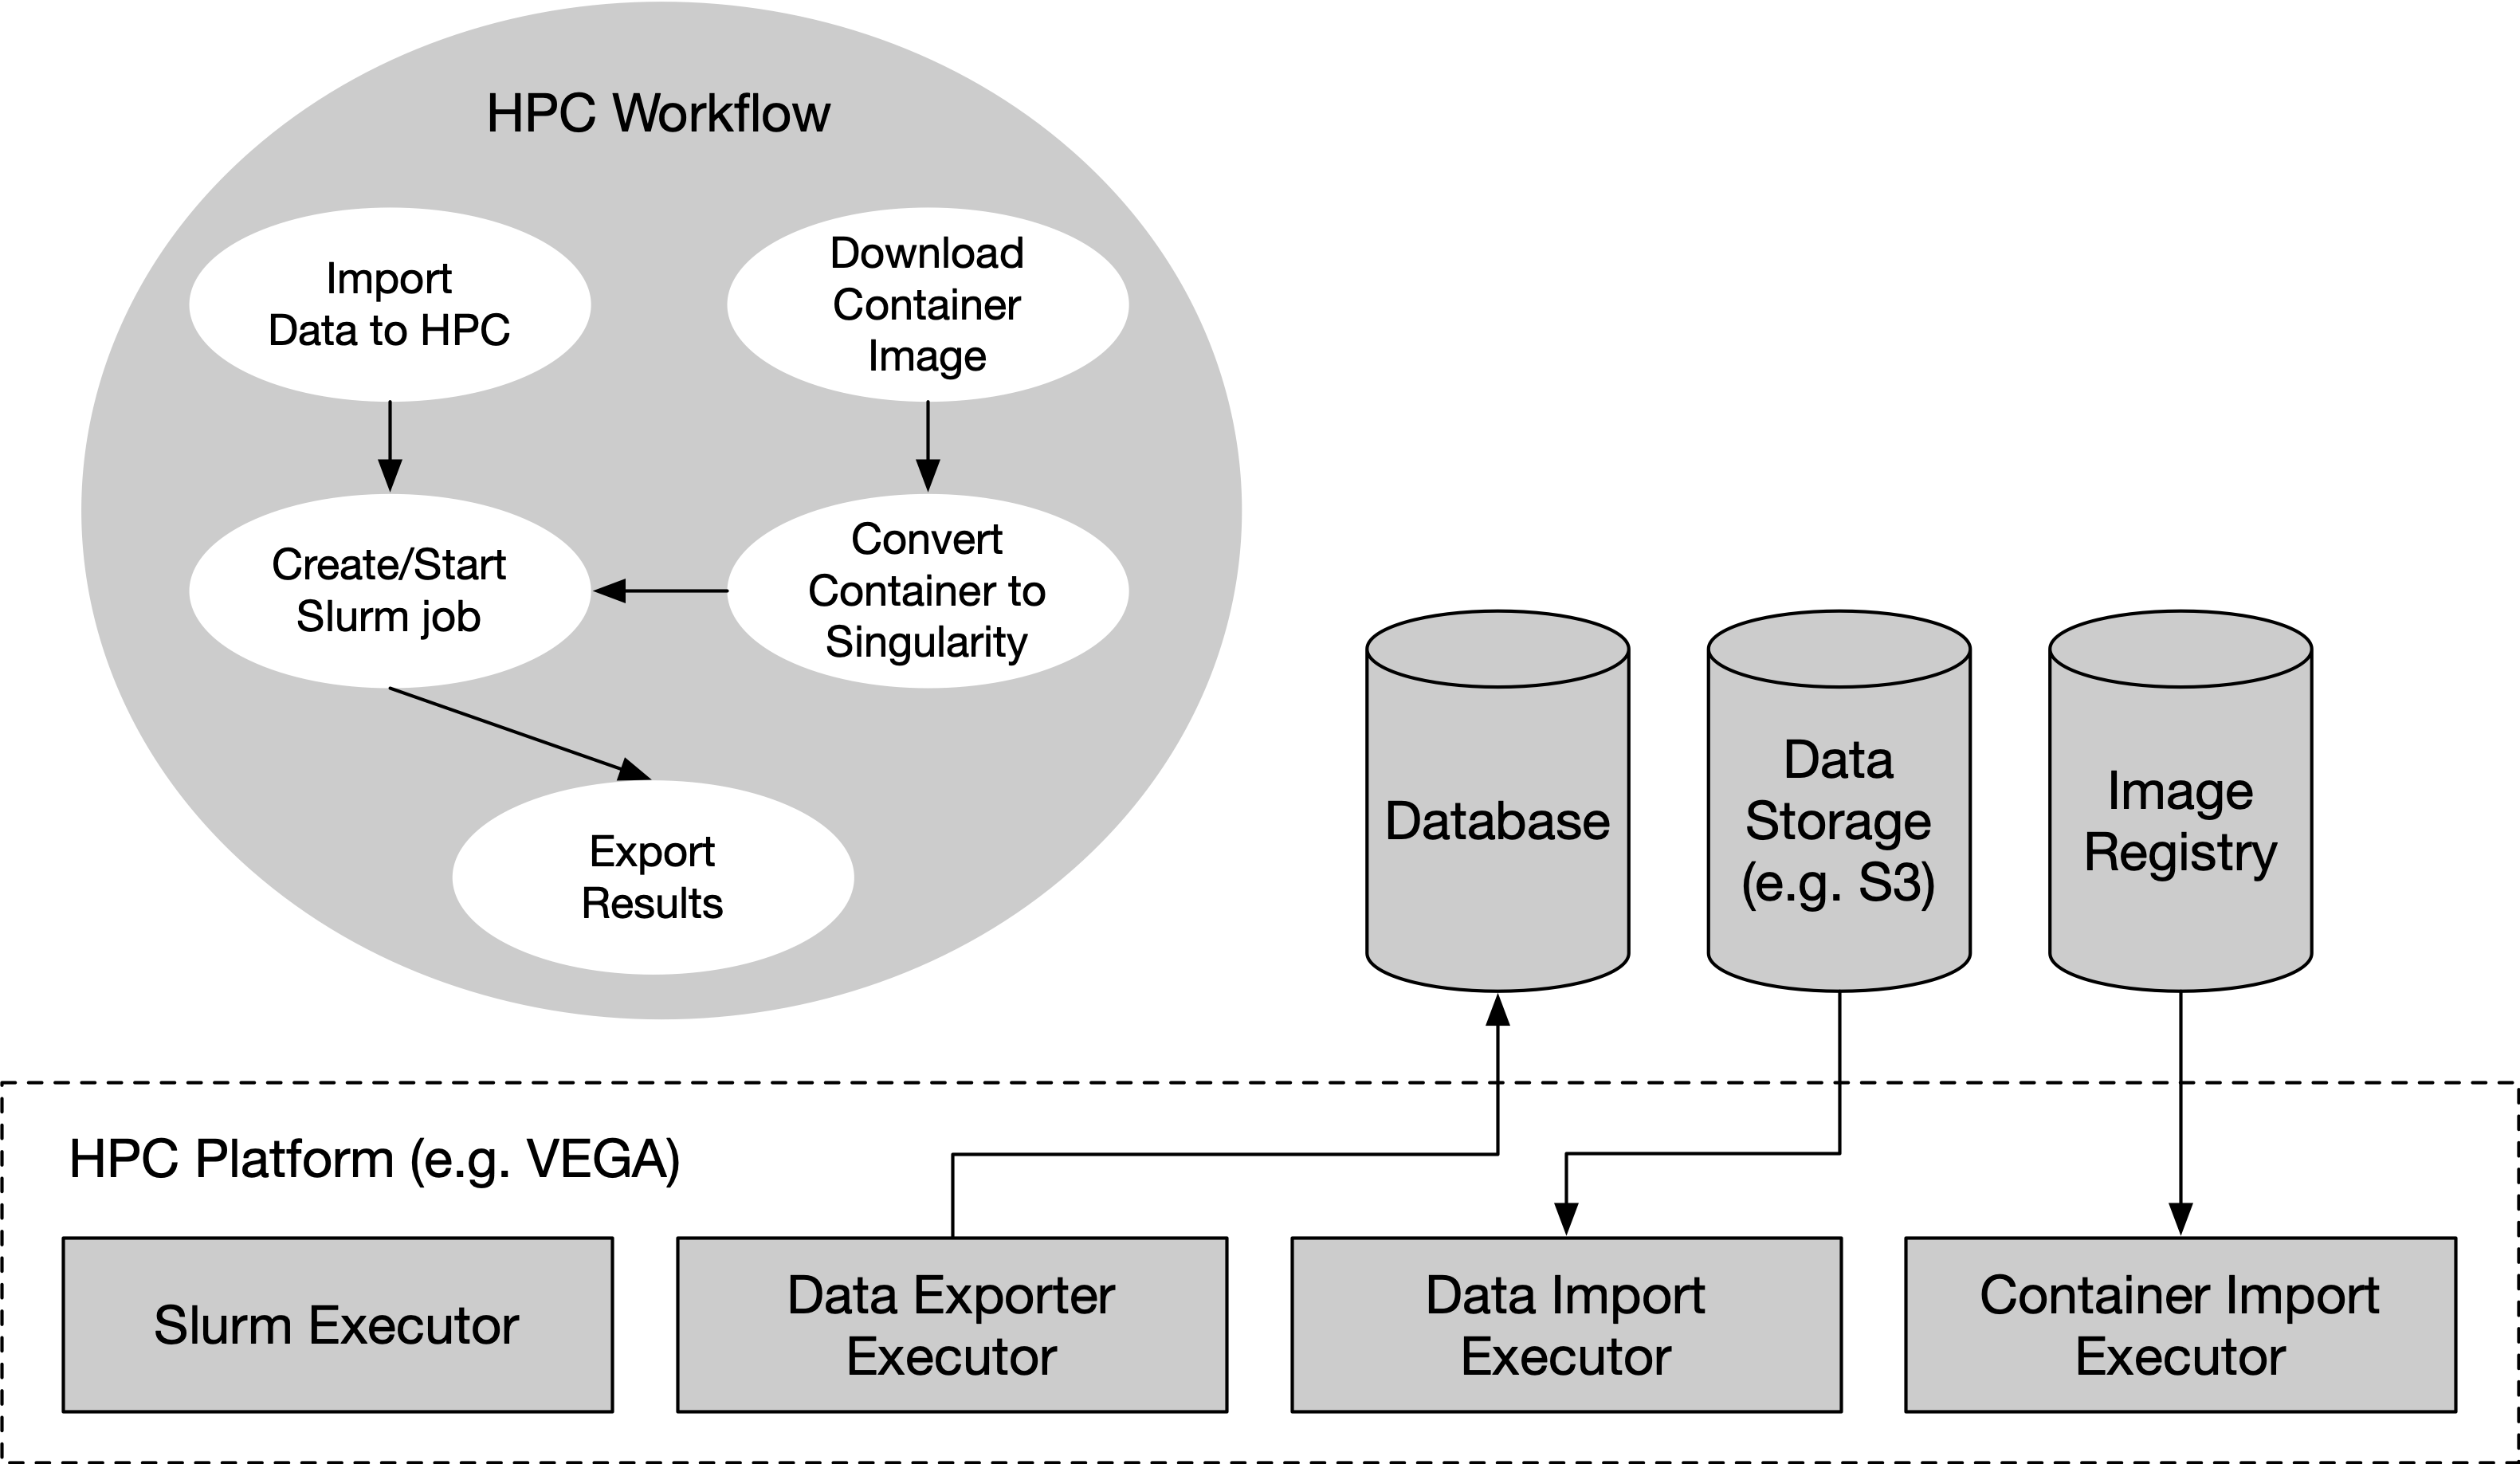 HPC Workflow
Import
Data to HPC
Download
Container
Image
Create/Start
Slurm job
Convert
Container to
Singularity
Export
Results
Database
Data
Storage
(e.g. S3)
Image
Registry
HPC Platform (e.g. VEGA)
Slurm Executor
Data Exporter
Executor
Data Import
Executor
Container Import
Executor